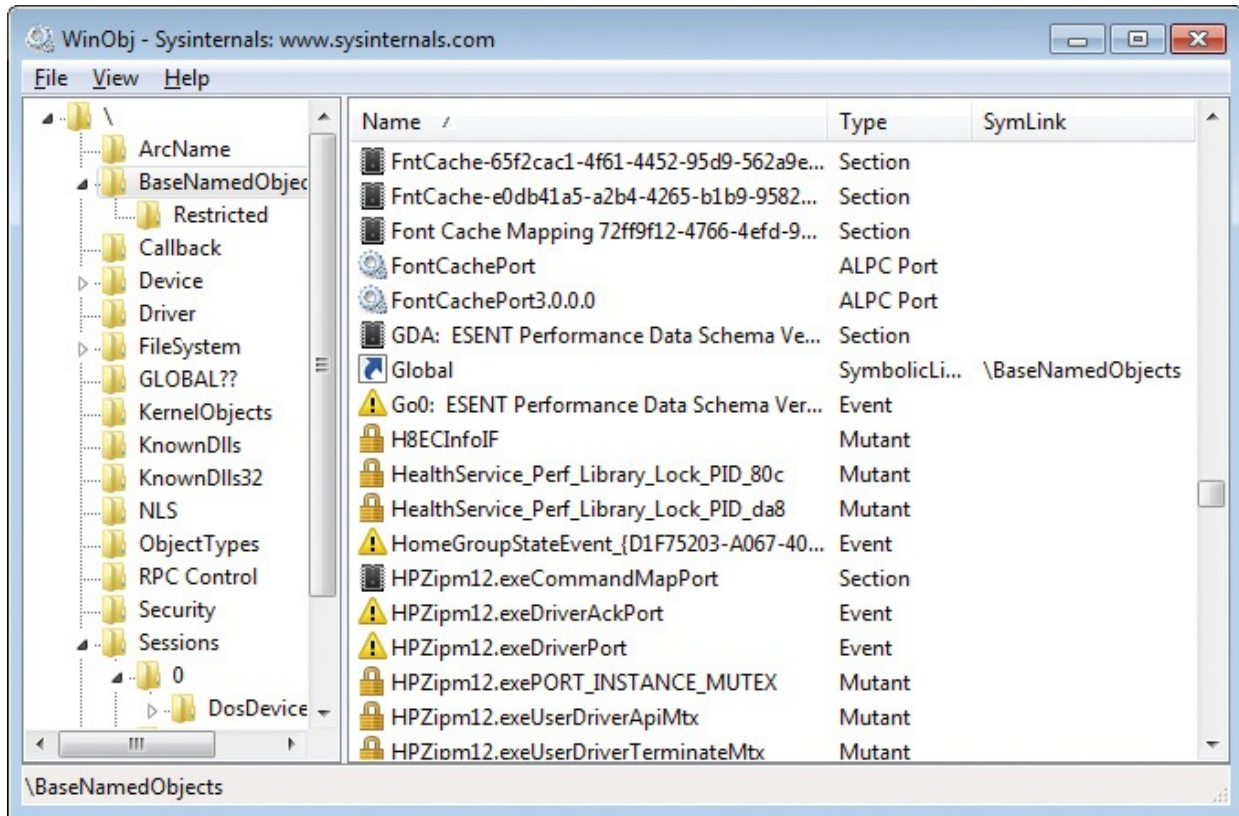 WinObj - Sysinternals: www.sysinternals.com
File View Help
\
ArcName
BaseNamedObjec
Restricted
Callback
Device
Driver
FileSystem
GLOBAL??
KernelObjects
KnownDlls
KnownDlls32
NLS
ObjectTypes
RPC Control
Security
Sessions
0
DosDevice
Name Type SymLink
FntCache-65f2cac1-4f61-4452-95d9-562a9e... Section
FntCache-e0db41a5-a2b4-4265-b1b9-9582... Section
Font Cache Mapping 72ff9f12-4766-4efd-9... Section
FontCachePort ALPC Port
FontCachePort3.0.0.0 ALPC Port
GDA: ESENT Performance Data Schema Ve... Section
Global SymbolicLi... \BaseNamedObjects
Go0: ESENT Performance Data Schema Ver... Event
H8ECInfoIF Mutant
HealthService_Perf_Library_Lock_PID_80c Mutant
HealthService_Perf_Library_Lock_PID_da8 Mutant
HomeGroupStateEvent_{D1F75203-A067-40... Event
HPZipm12.exeCommandMapPort Section
HPZipm12.exeDriverAckPort Event
HPZipm12.exeDriverPort Event
HPZipm12.exePORT_INSTANCE_MUTEX Mutant
HPZipm12.exeUserDriverApiMtx Mutant
HPZipm12.exeUserDriverTerminateMtx Mutant
\BaseNamedObjects